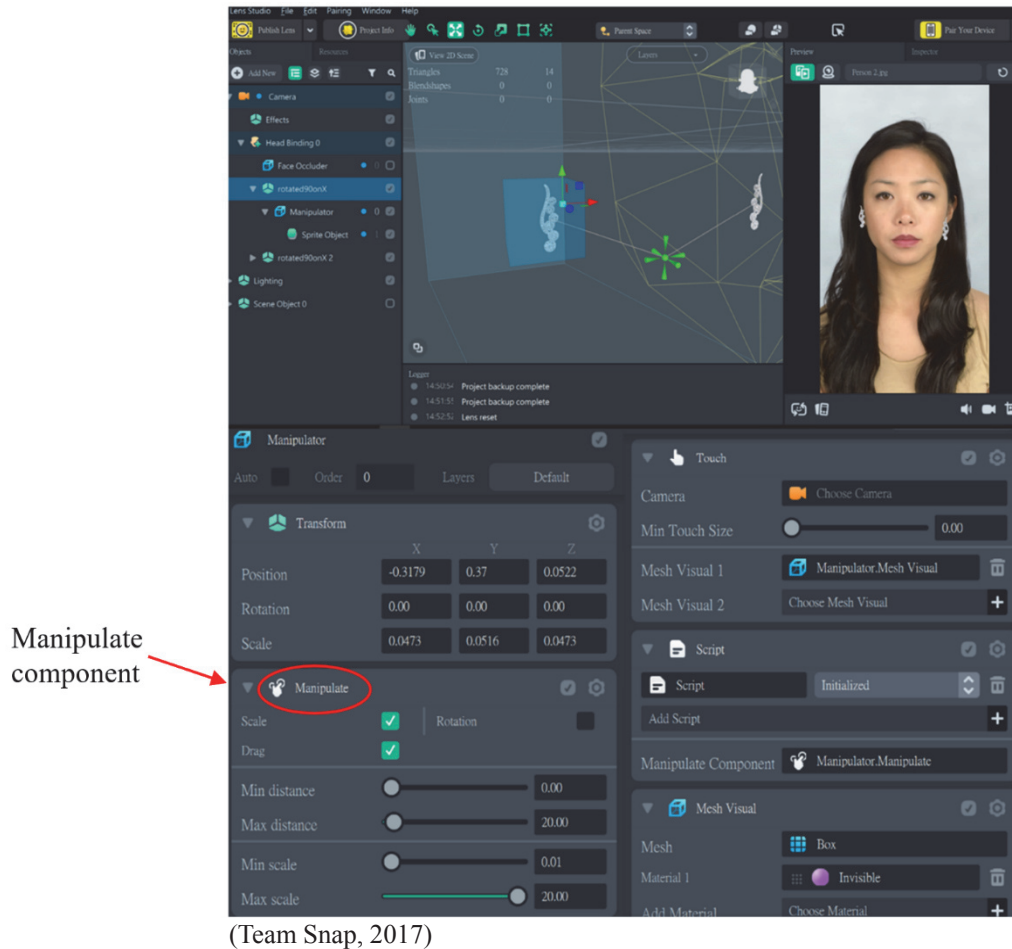 Lens Studio File Edit Pairing Window Help
Publish Lens Project Info Parent Space Pair Your Device
Objects Resources
Add New
Camera
Effects
Head Binding 0
Face Occluder 0
rotated90onX
Manipulator 0
Sprite Object 1
rotated90onX 2
Lighting
Scene Object 0
View 2D Scene Layers
Triangles 728 14
Blendshapes 0 0
Joints 0 0
Logger
Project backup complete
Project backup complete
Lens reset
Preview Inspector
Person 2.jpg
Manipulator
Auto Order 0 Layers Default
Transform
X Y Z
Position -0.3179 0.37 0.0522
Rotation 0.00 0.00 0.00
Scale 0.0473 0.0516 0.0473
Manipulate
component
Manipulate
Scale Rotation
Drag
Min distance 0.00
Max distance 20.00
Min scale 0.01
Max scale 20.00
Touch
Camera Choose Camera
Min Touch Size 0.00
Mesh Visual 1 Manipulator.Mesh Visual
Mesh Visual 2 Choose Mesh Visual
Script
Script Initialized
Add Script
Manipulate Component Manipulator.Manipulate
Mesh Visual
Mesh Box
Material 1 Invisible
Add Material Choose Material
(Team Snap, 2017)